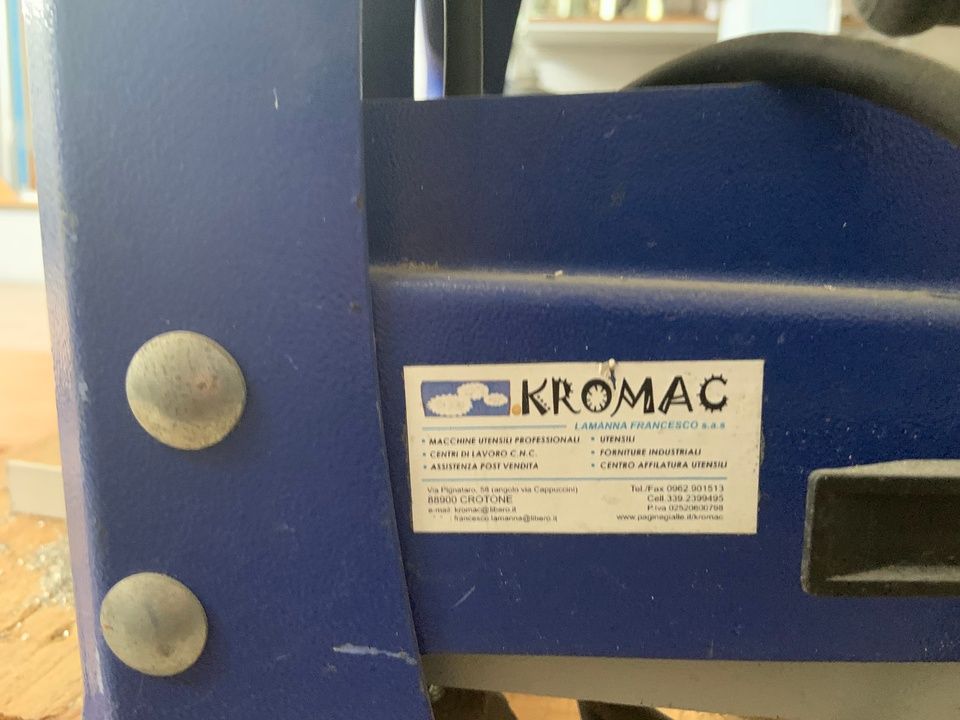 KROMAC
LAMANNA FRANCESCO s.a.s
• MACCHINE UTENSILI PROFESSIONALI
• CENTRI DI LAVORO C.N.C.
• ASSISTENZA POST VENDITA
• UTENSILI
• FORNITURE INDUSTRIALI
• CENTRO AFFILATURA UTENSILI
Via Pignataro, 58 (angolo via Cappuccini)
88900 CROTONE
e-mail: kromac@libero.it
francesco.lamanna@libero.it
Tel./Fax 0962.901513
Cell.339.2399495
P.Iva 02520600798
www.paginegialle.it/kromac